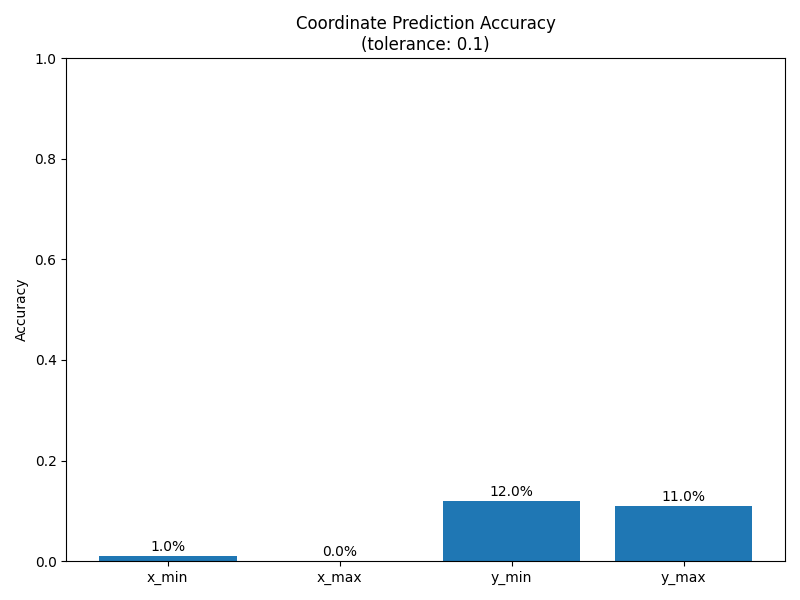 Coordinate Prediction Accuracy
(tolerance: 0.1)
Accuracy
1.0
0.8
0.6
0.4
0.2
0.0
1.0%
0.0%
12.0%
11.0%
x_min
x_max
y_min
y_max